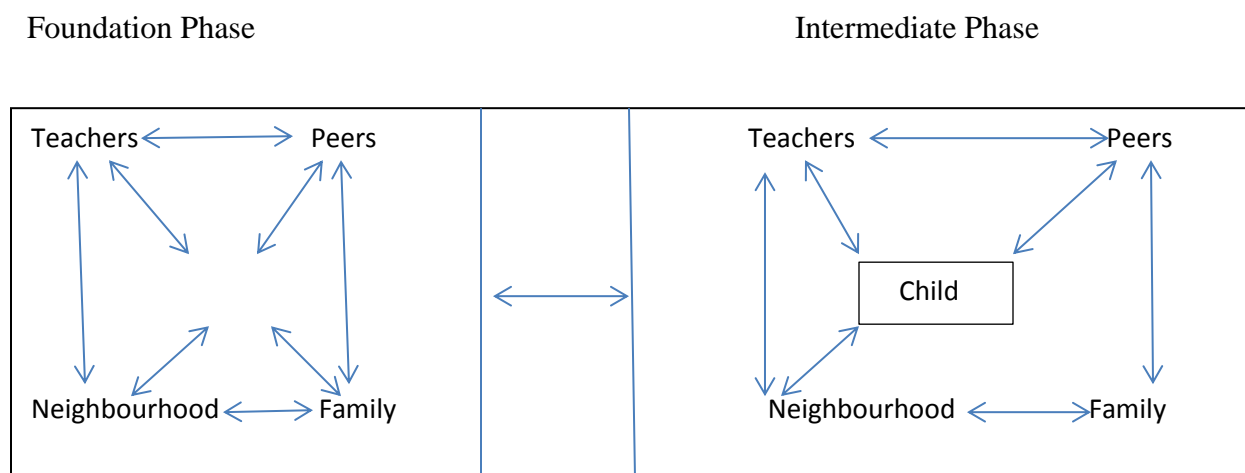 Foundation Phase
Intermediate Phase
Teachers
Peers
Teachers
Peers
Child
Neighbourhood
Family
Neighbourhood
Family